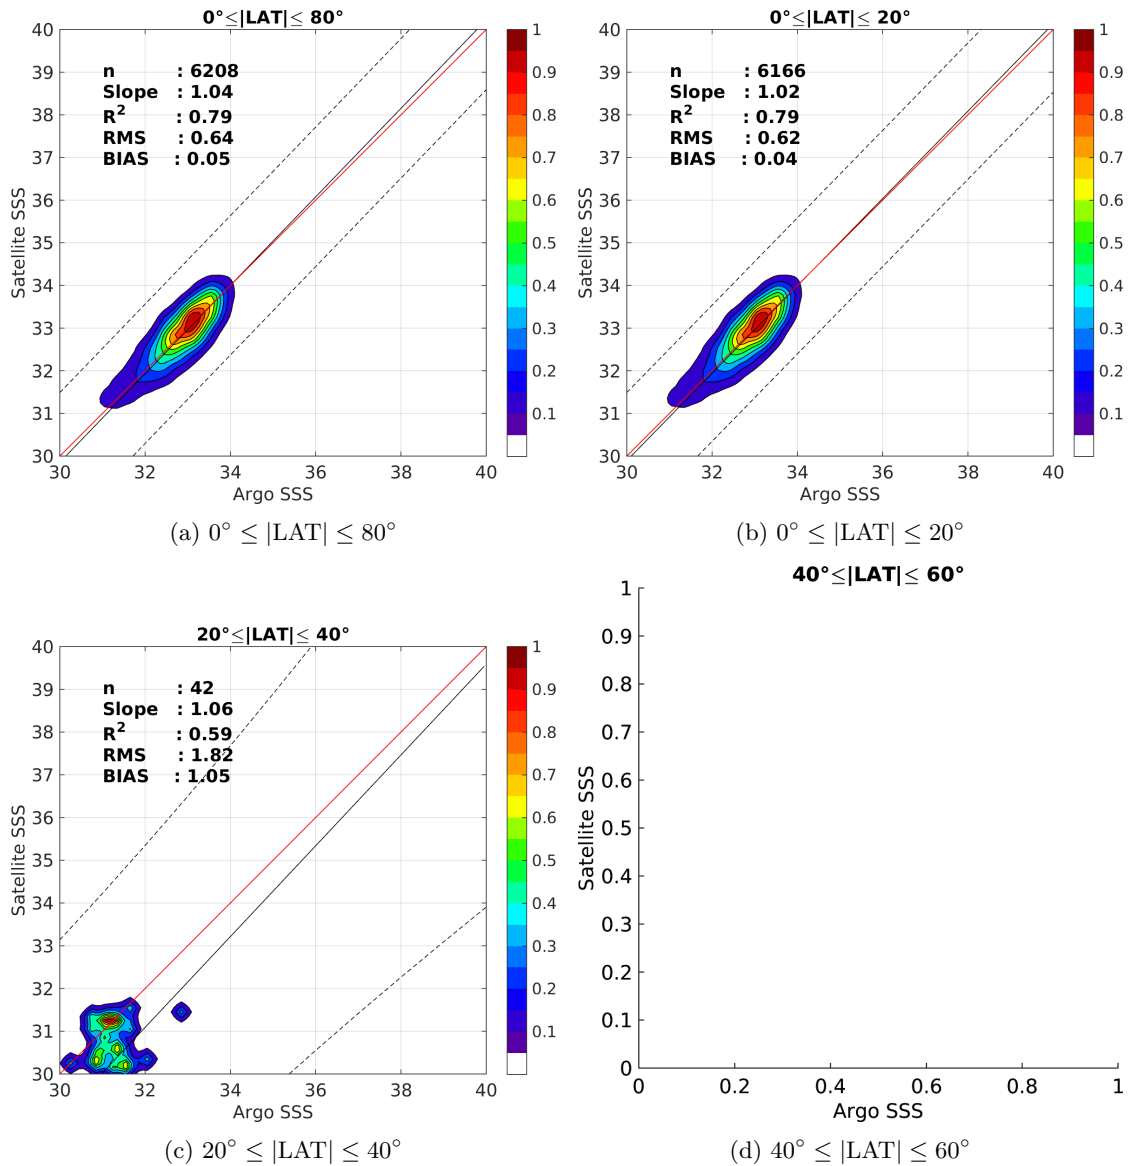 0°≤|LAT|≤ 80°
n : 6208
Slope : 1.04
R² : 0.79
RMS : 0.64
BIAS : 0.05
40
39
38
37
36
35
34
33
32
31
30
30 32 34 36 38 40
Satellite SSS
Argo SSS
1
0.9
0.8
0.7
0.6
0.5
0.4
0.3
0.2
0.1
(a) 0° ≤ |LAT| ≤ 80°
0°≤|LAT|≤ 20°
n : 6166
Slope : 1.02
R² : 0.79
RMS : 0.62
BIAS : 0.04
40
39
38
37
36
35
34
33
32
31
30
30 32 34 36 38 40
Satellite SSS
Argo SSS
1
0.9
0.8
0.7
0.6
0.5
0.4
0.3
0.2
0.1
(b) 0° ≤ |LAT| ≤ 20°
20°≤|LAT|≤ 40°
n : 42
Slope : 1.06
R² : 0.59
RMS : 1.82
BIAS : 1.05
40
39
38
37
36
35
34
33
32
31
30
30 32 34 36 38 40
Satellite SSS
Argo SSS
1
0.9
0.8
0.7
0.6
0.5
0.4
0.3
0.2
0.1
(c) 20° ≤ |LAT| ≤ 40°
40°≤|LAT|≤ 60°
1
0.9
0.8
0.7
0.6
0.5
0.4
0.3
0.2
0.1
0
0 0.2 0.4 0.6 0.8 1
Satellite SSS
Argo SSS
(d) 40° ≤ |LAT| ≤ 60°